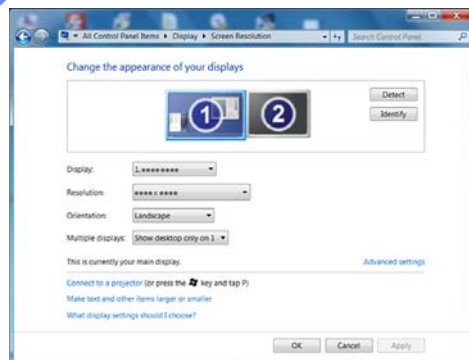 All Control Panel Items ▸ Display ▸ Screen Resolution
Search Control Panel
Change the appearance of your displays
1
2
Detect
Identify
Display: 1.********
Resolution: **** x ****
Orientation: Landscape
Multiple displays: Show desktop only on 1
This is currently your main display.
Advanced settings
Connect to a projector (or press the key and tap P)
Make text and other items larger or smaller
What display settings should I choose?
OK
Cancel
Apply